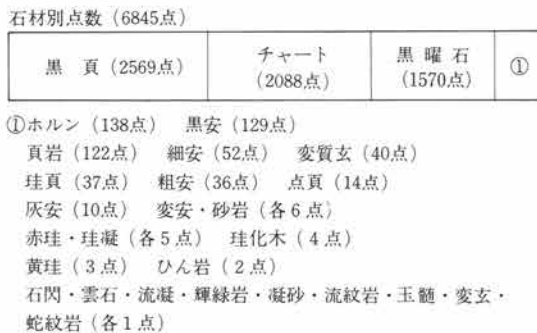 石材別点数（6845点）
黒　頁（2569点）
チャート
（2088点）
黒 曜 石
（1570点）
①
①ホルン（138点）　黒安（129点）
頁岩（122点）　細安（52点）　変質玄（40点）
珪頁（37点）　粗安（36点）　点頁（14点）
灰安（10点）　変安・砂岩（各６点）
赤珪・珪凝（各５点）　珪化木（４点）
黄珪（３点）　ひん岩（２点）
石閃・雲石・流凝・輝緑岩・凝砂・流紋岩・玉髄・変玄・
蛇紋岩（各１点）